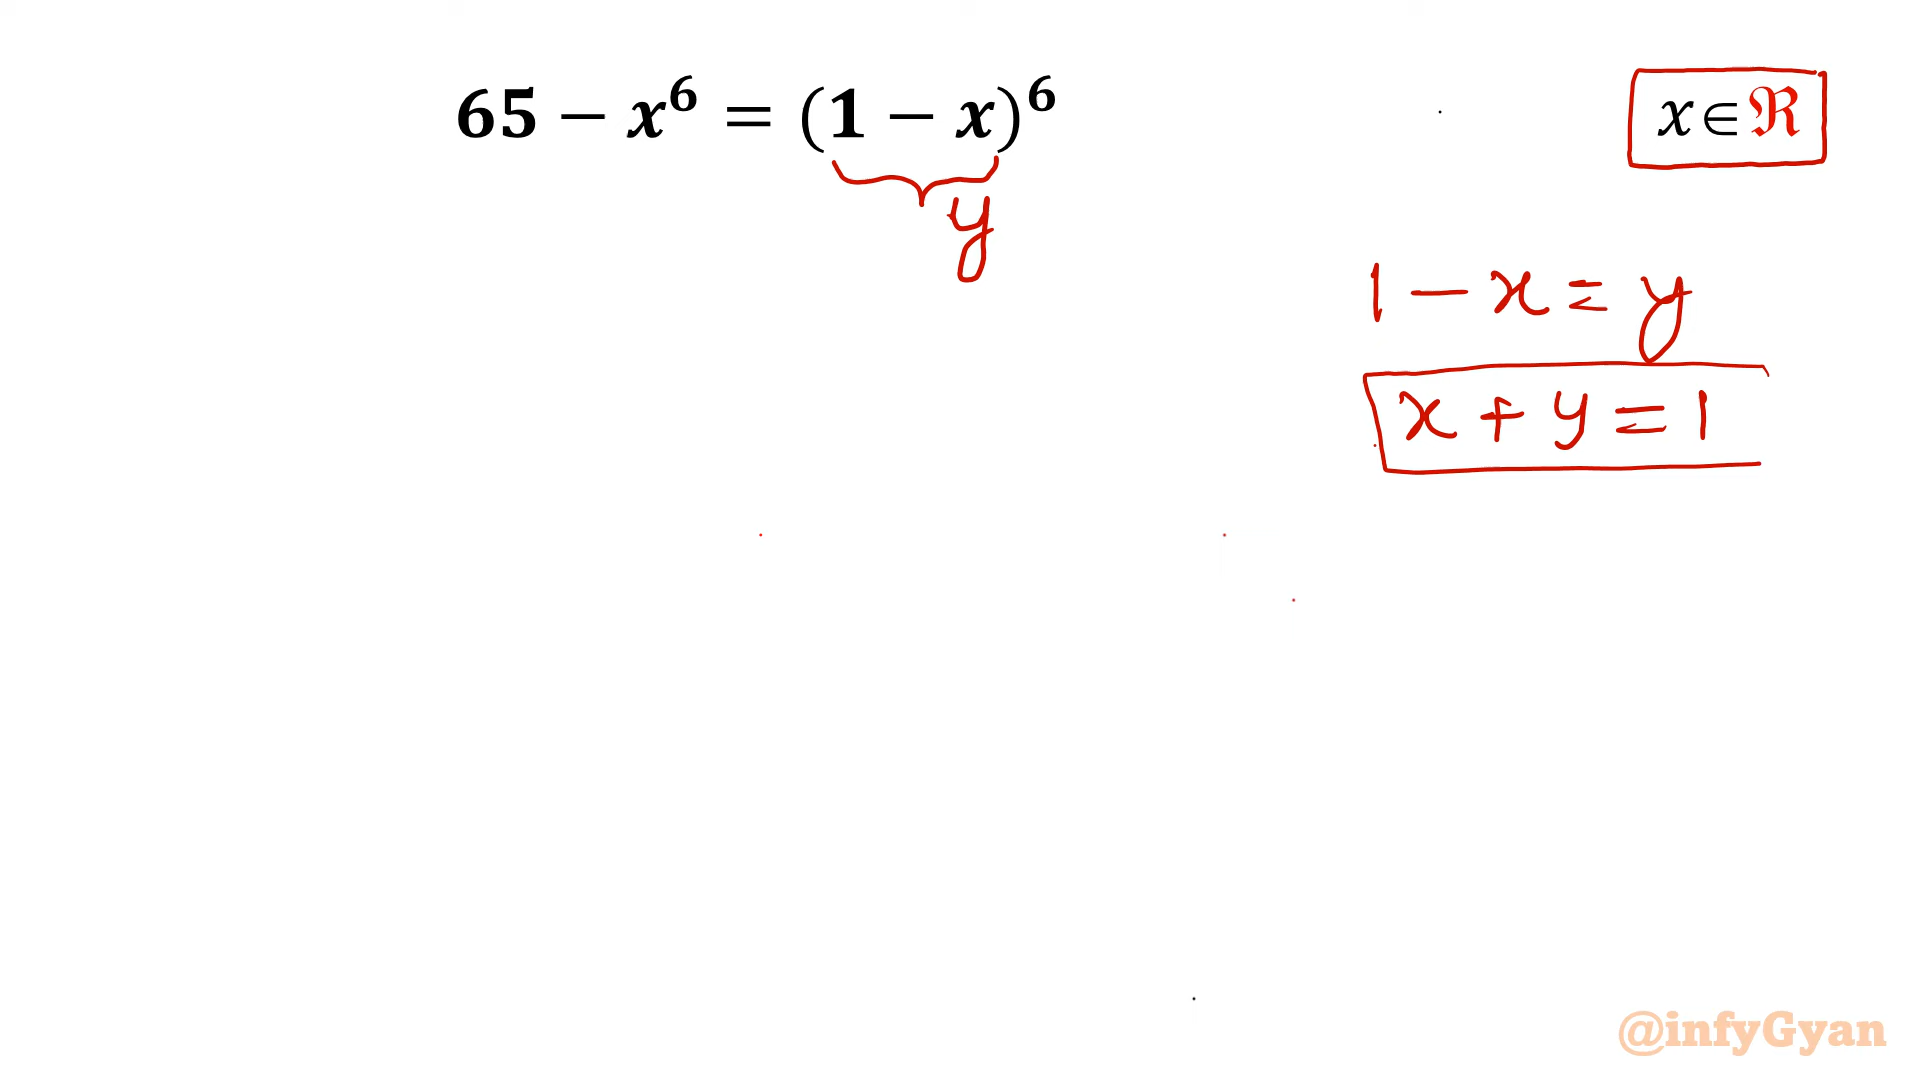 65 − x⁶ = (1 − x)⁶
x ∈ ℜ
y
1 − x = y
x + y = 1
@infyGyan